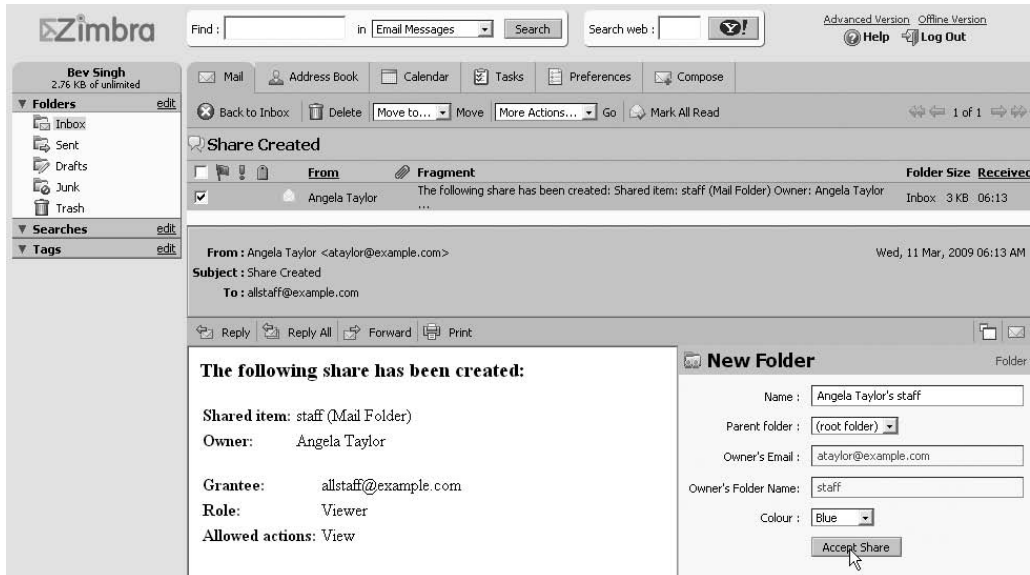 Zimbra
Find : in Email Messages Search Search web : Y!
Advanced Version Offline Version
Help Log Out
Bev Singh
2.76 KB of unlimited
Folders edit
Inbox
Sent
Drafts
Junk
Trash
Searches edit
Tags edit
Mail Address Book Calendar Tasks Preferences Compose
Back to Inbox Delete Move to... Move More Actions... Go Mark All Read 1 of 1
Share Created
From Fragment Folder Size Received
Angela Taylor The following share has been created: Shared item: staff (Mail Folder) Owner: Angela Taylor Inbox 3 KB 06:13
...
From : Angela Taylor <ataylor@example.com> Wed, 11 Mar, 2009 06:13 AM
Subject : Share Created
To : allstaff@example.com
Reply Reply All Forward Print
The following share has been created:
Shared item: staff (Mail Folder)
Owner: Angela Taylor
Grantee: allstaff@example.com
Role: Viewer
Allowed actions: View
New Folder Folder
Name : Angela Taylor's staff
Parent folder : (root folder)
Owner's Email : ataylor@example.com
Owner's Folder Name: staff
Colour : Blue
Accept Share